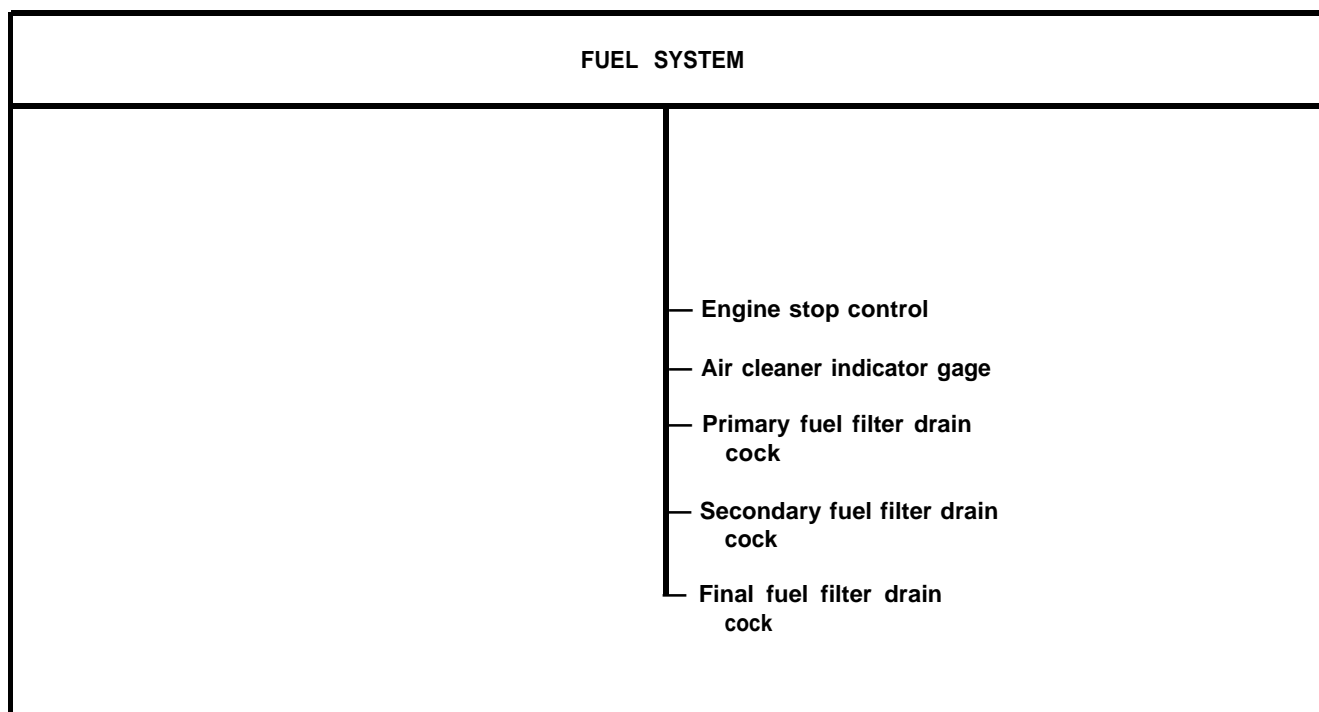 FUEL SYSTEM
Engine stop control
Air cleaner indicator gage
Primary fuel filter drain
cock
Secondary fuel filter drain
cock
Final fuel filter drain
cock